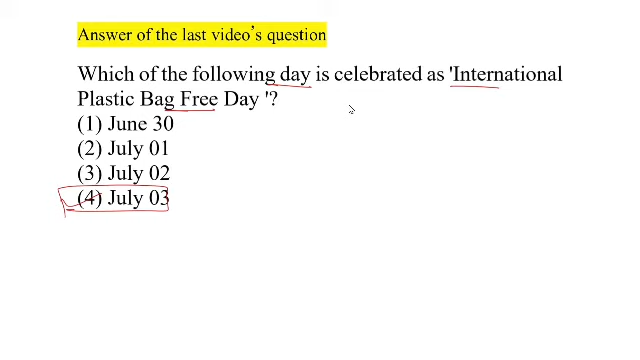 Answer of the last video's question
Which of the following day is celebrated as 'International
Plastic Bag Free Day '?
(1) June 30
(2) July 01
(3) July 02
(4) July 03